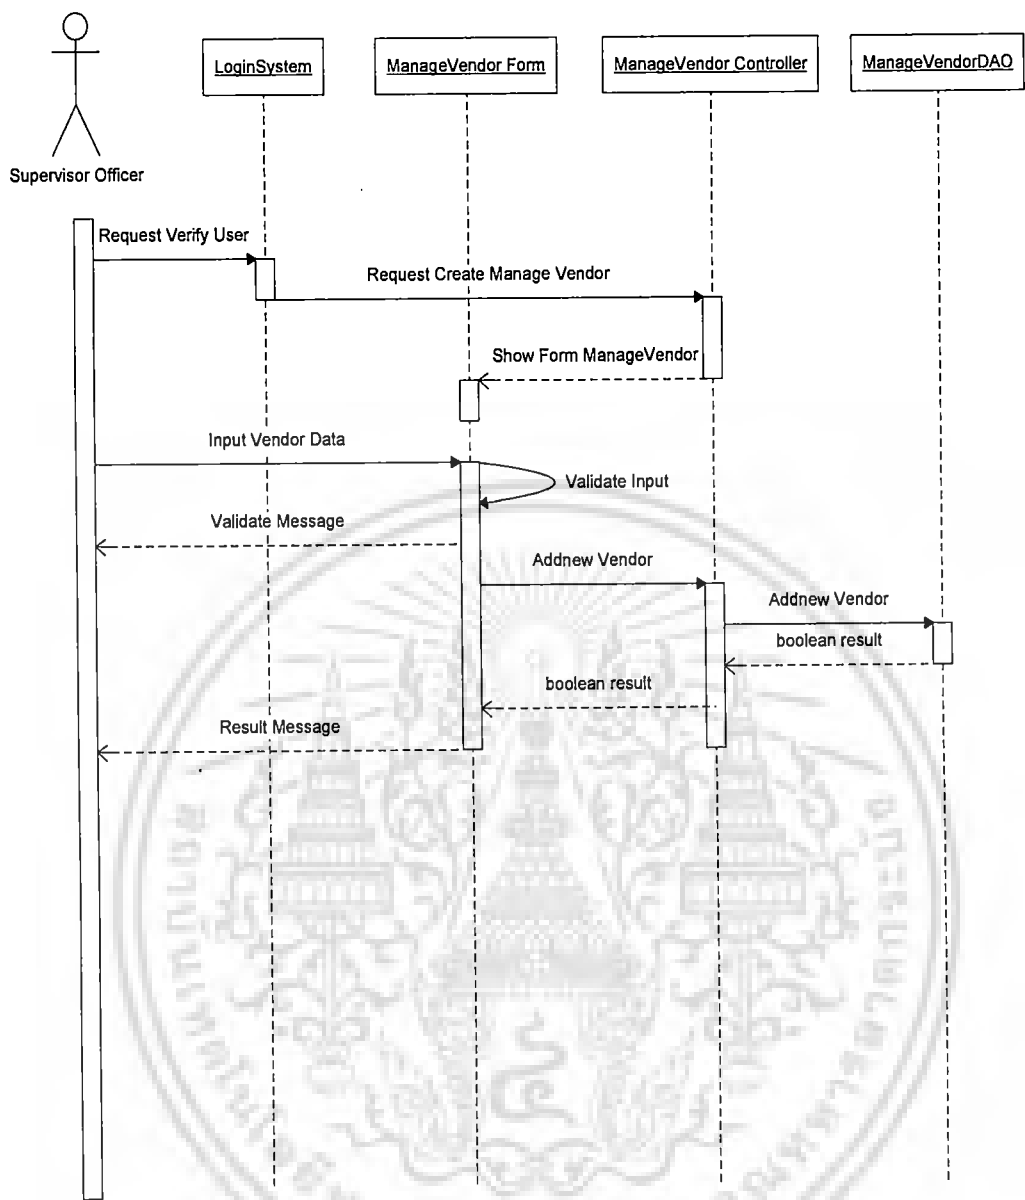 LoginSystem
ManageVendor Form
ManageVendor Controller
ManageVendorDAO
Supervisor Officer
Request Verify User
Request Create Manage Vendor
Show Form ManageVendor
Input Vendor Data
Validate Input
Validate Message
Addnew Vendor
Addnew Vendor
boolean result
boolean result
Result Message